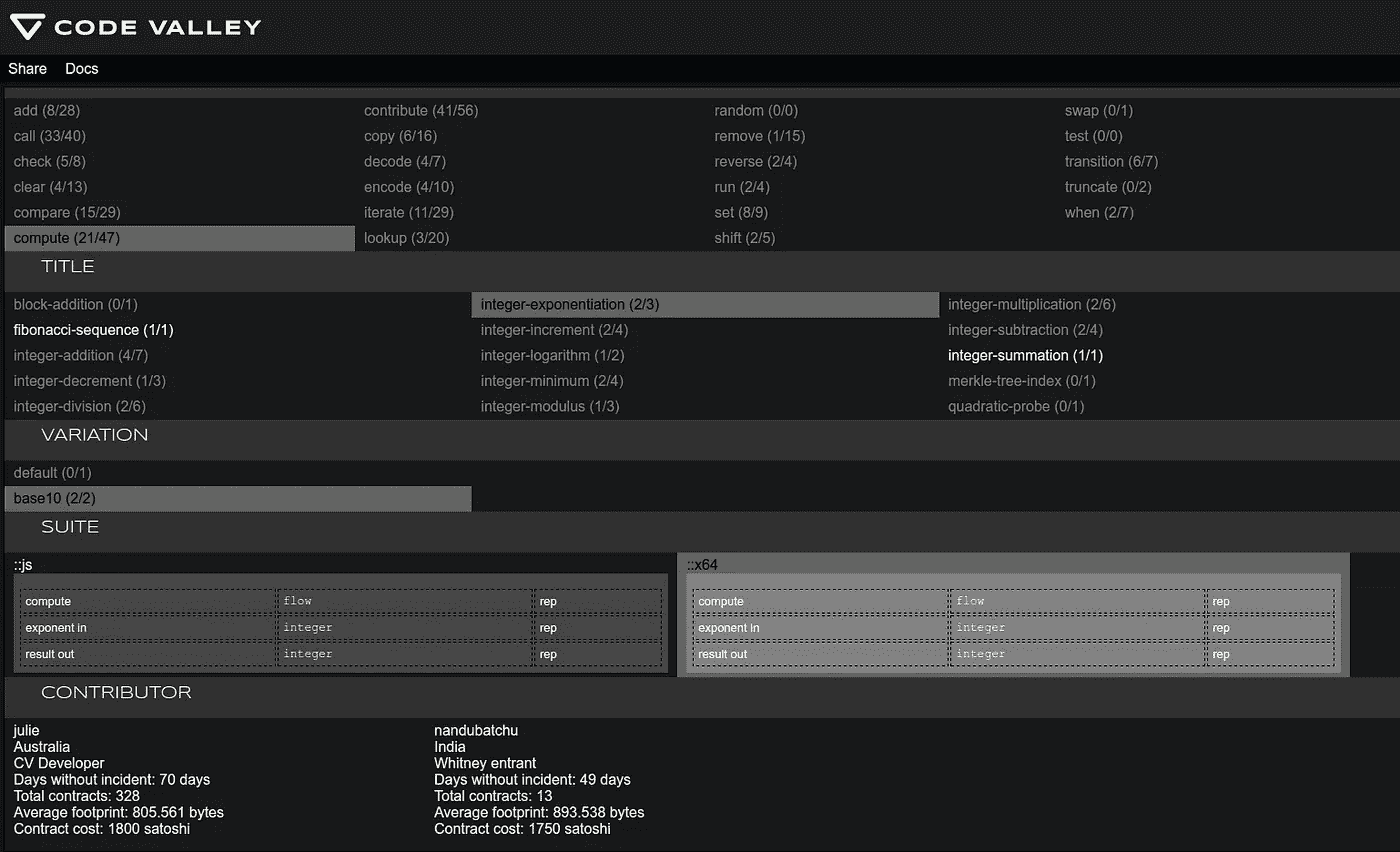 CODE VALLEY
Share Docs
add (8/28) contribute (41/56) random (0/0) swap (0/1)
call (33/40) copy (6/16) remove (1/15) test (0/0)
check (5/8) decode (4/7) reverse (2/4) transition (6/7)
clear (4/13) encode (4/10) run (2/4) truncate (0/2)
compare (15/29) iterate (11/29) set (8/9) when (2/7)
compute (21/47) lookup (3/20) shift (2/5)
TITLE
block-addition (0/1) integer-exponentiation (2/3) integer-multiplication (2/6)
fibonacci-sequence (1/1) integer-increment (2/4) integer-subtraction (2/4)
integer-addition (4/7) integer-logarithm (1/2) integer-summation (1/1)
integer-decrement (1/3) integer-minimum (2/4) merkle-tree-index (0/1)
integer-division (2/6) integer-modulus (1/3) quadratic-probe (0/1)
VARIATION
default (0/1)
base10 (2/2)
SUITE
::js ::x64
compute flow rep compute flow rep
exponent in integer rep exponent in integer rep
result out integer rep result out integer rep
CONTRIBUTOR
julie nandubatchu
Australia India
CV Developer Whitney entrant
Days without incident: 70 days Days without incident: 49 days
Total contracts: 328 Total contracts: 13
Average footprint: 805.561 bytes Average footprint: 893.538 bytes
Contract cost: 1800 satoshi Contract cost: 1750 satoshi